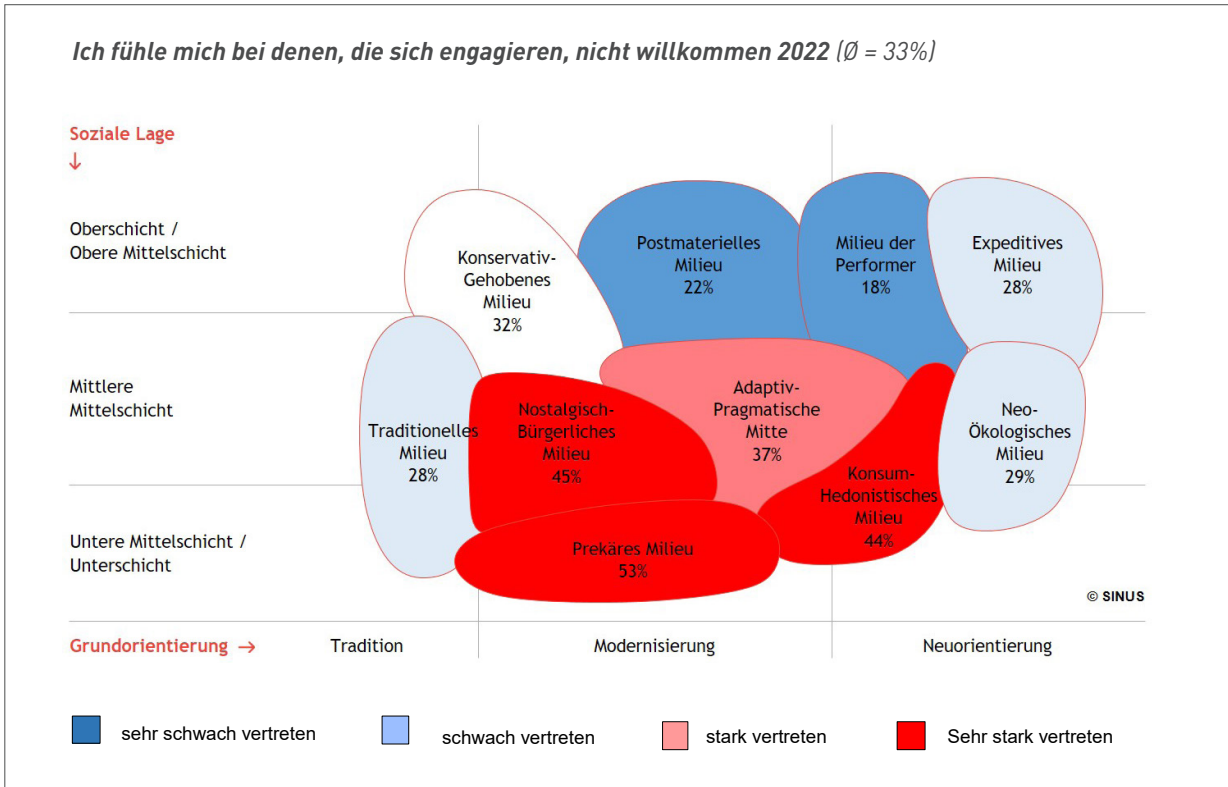 Ich fühle mich bei denen, die sich engagieren, nicht willkommen 2022 (Ø = 33%)
Soziale Lage
↓
Oberschicht /
Obere Mittelschicht
Konservativ-
Gehobenes
Milieu
32%
Postmaterielles
Milieu
22%
Milieu der
Performer
18%
Expeditives
Milieu
28%
Mittlere
Mittelschicht
Traditionelles
Milieu
28%
Nostalgisch-
Bürgerliches
Milieu
45%
Adaptiv-
Pragmatische
Mitte
37%
Konsum-
Hedonistisches
Milieu
44%
Neo-
Ökologisches
Milieu
29%
Untere Mittelschicht /
Unterschicht
Prekäres Milieu
53%
© SINUS
Grundorientierung →
Tradition
Modernisierung
Neuorientierung
sehr schwach vertreten
schwach vertreten
stark vertreten
Sehr stark vertreten